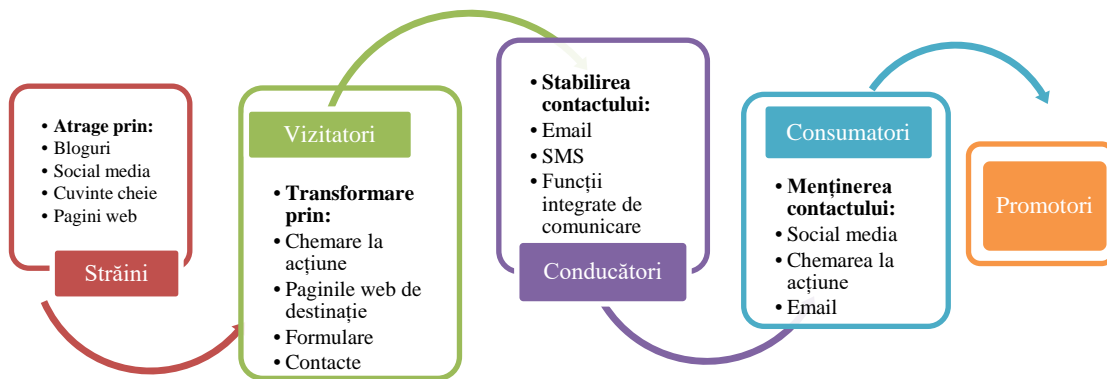 • Atrage prin:
• Bloguri
• Social media
• Cuvinte cheie
• Pagini web
Străini
Vizitatori
• Transformare
prin:
• Chemare la
acțiune
• Paginile web de
destinație
• Formulare
• Contacte
• Stabilirea
contactului:
• Email
• SMS
• Funcții
integrate de
comunicare
Conducători
Consumatori
• Menținerea
contactului:
• Social media
• Chemarea la
acțiune
• Email
Promotori